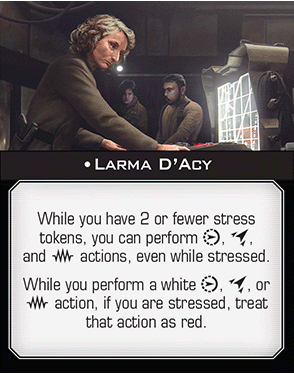 • Larma D'Acy
While you have 2 or fewer stress
tokens, you can perform , ,
and actions, even while stressed.
While you perform a white , , or
action, if you are stressed, treat
that action as red.